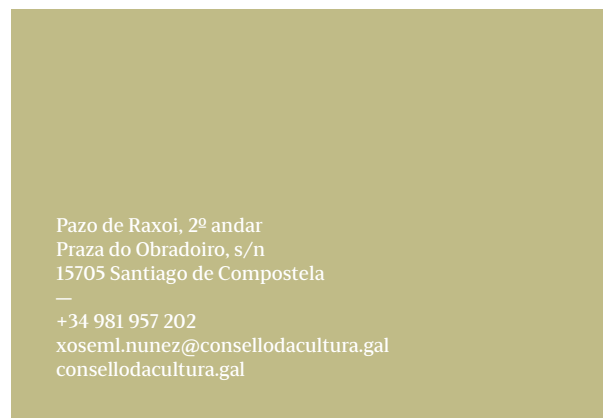 Pazo de Raxoi, 2º andar
Praza do Obradoiro, s/n
15705 Santiago de Compostela
—
+34 981 957 202
xoseml.nunez@consellodacultura.gal
consellodacultura.gal